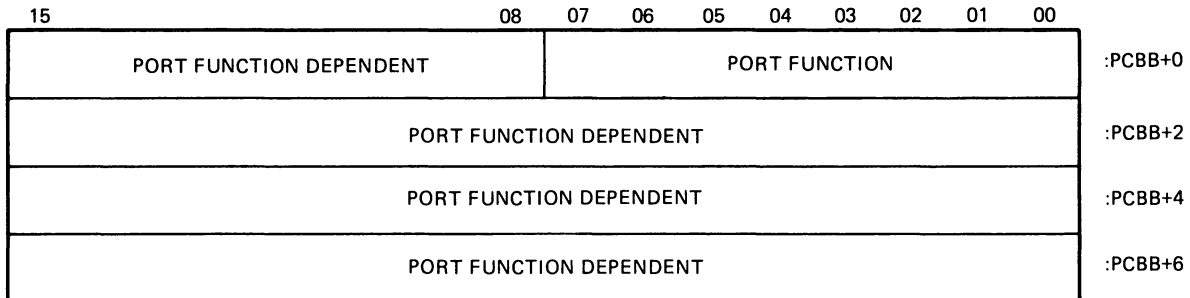 15 08 07 06 05 04 03 02 01 00
PORT FUNCTION DEPENDENT PORT FUNCTION :PCBB+0
PORT FUNCTION DEPENDENT :PCBB+2
PORT FUNCTION DEPENDENT :PCBB+4
PORT FUNCTION DEPENDENT :PCBB+6